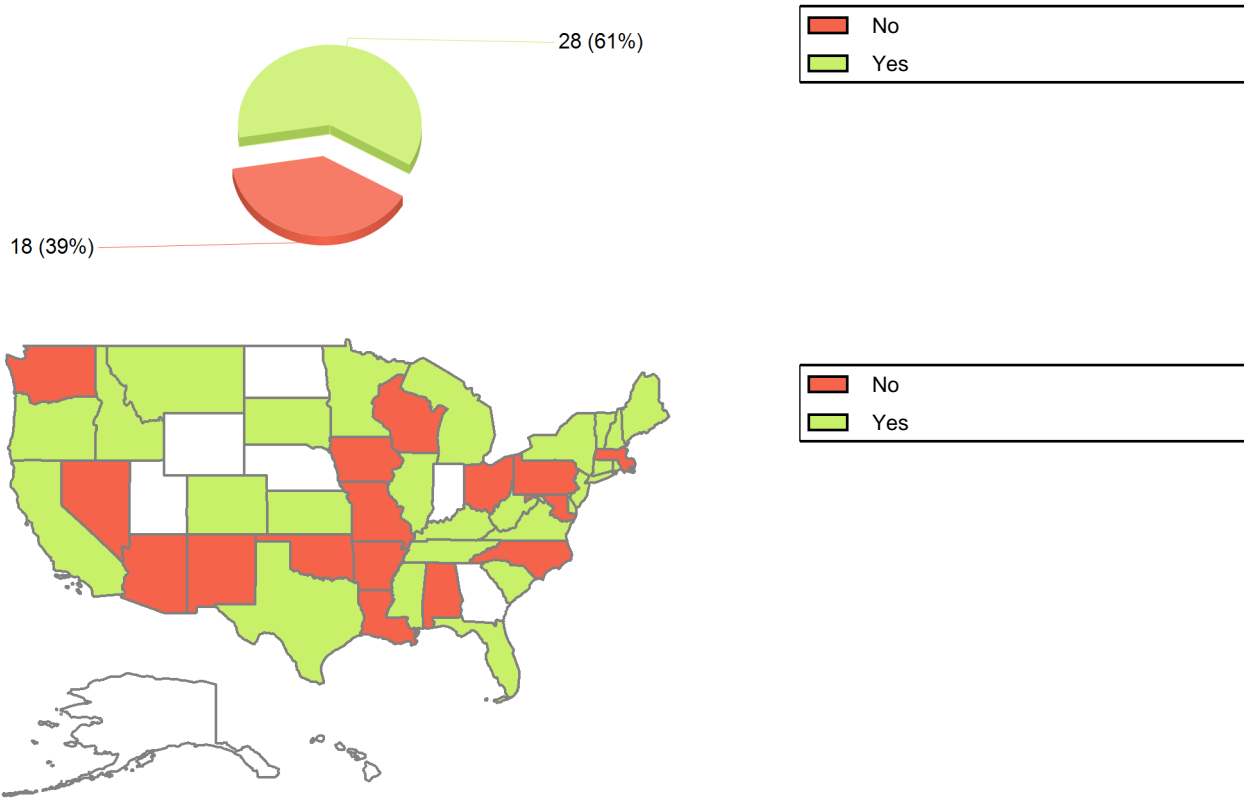 28 (61%)
No
Yes
18 (39%)
No
Yes